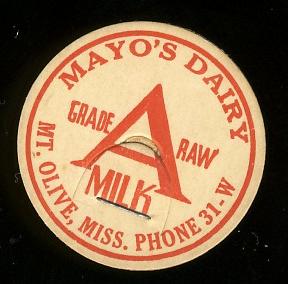 MAYO'S DAIRY
GRADE A RAW
MILK
MT. OLIVE, MISS. PHONE 31-W